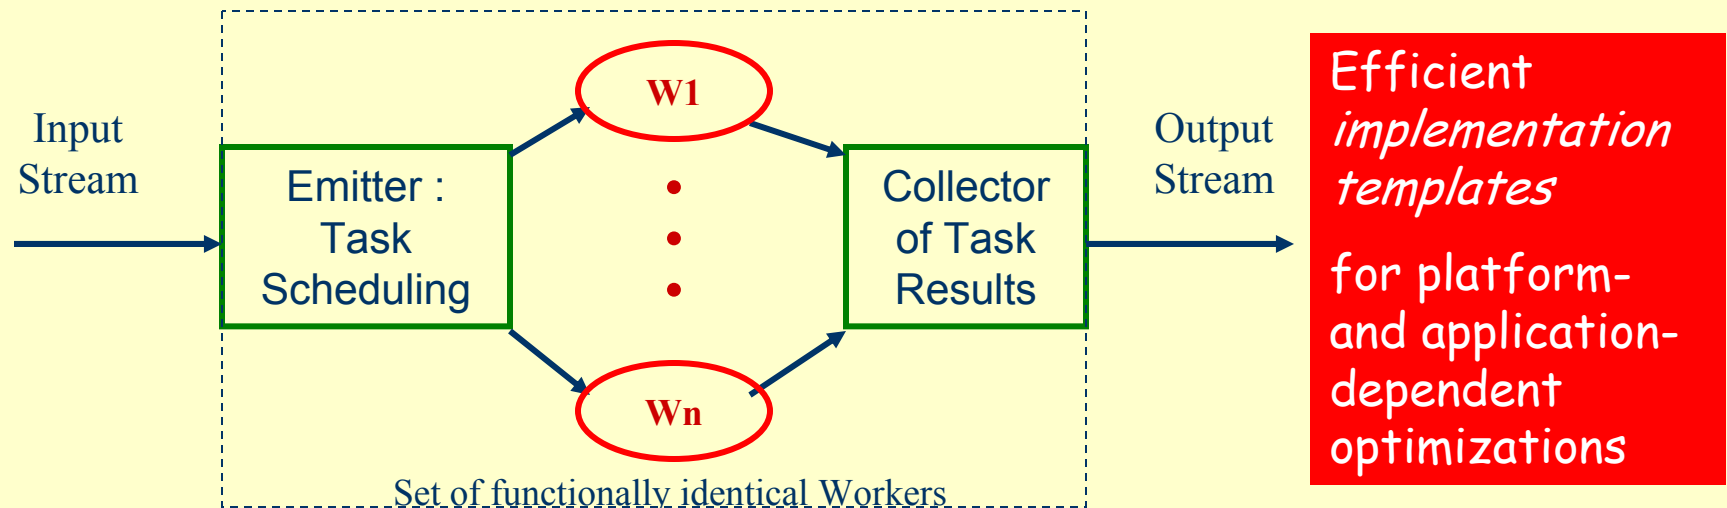 Input
Stream
Emitter :
Task
Scheduling
W1
Wn
Set of functionally identical Workers
Collector
of Task
Results
Output
Stream
Efficient
implementation
templates
for platform-
and application-
dependent
optimizations